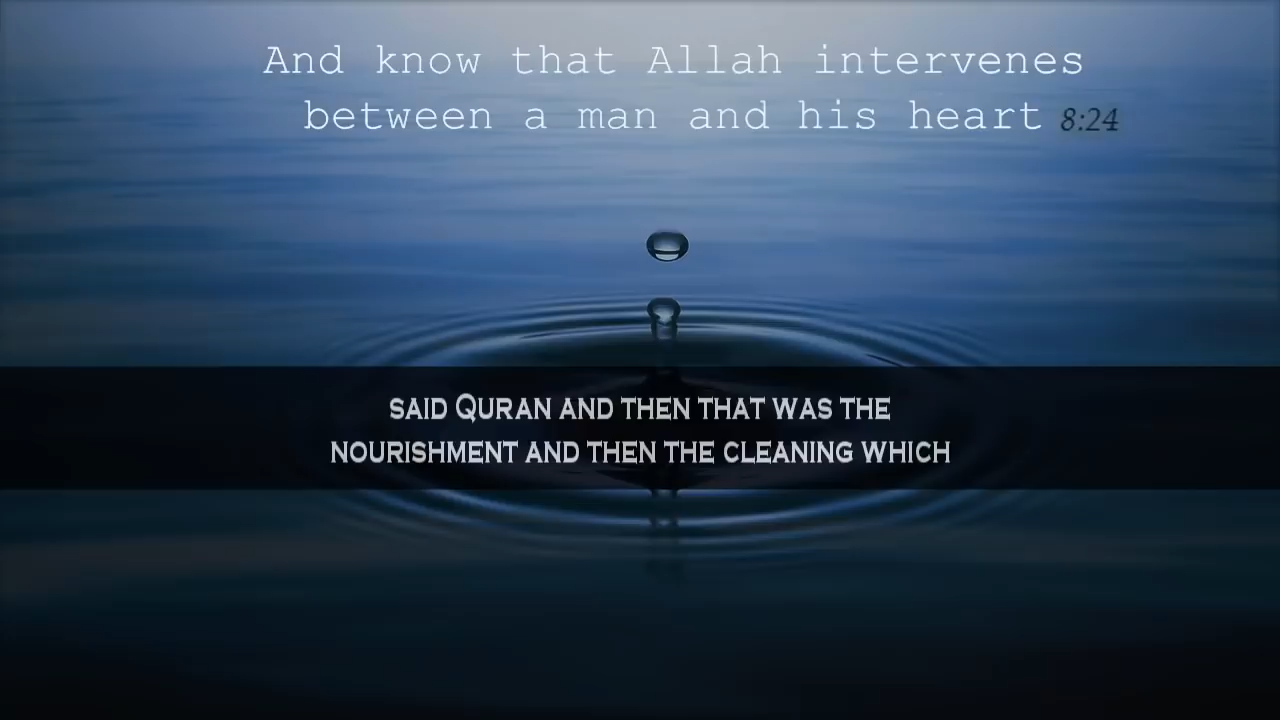 And know that Allah intervenes
between a man and his heart 8:24
SAID QURAN AND THEN THAT WAS THE
NOURISHMENT AND THEN THE CLEANING WHICH